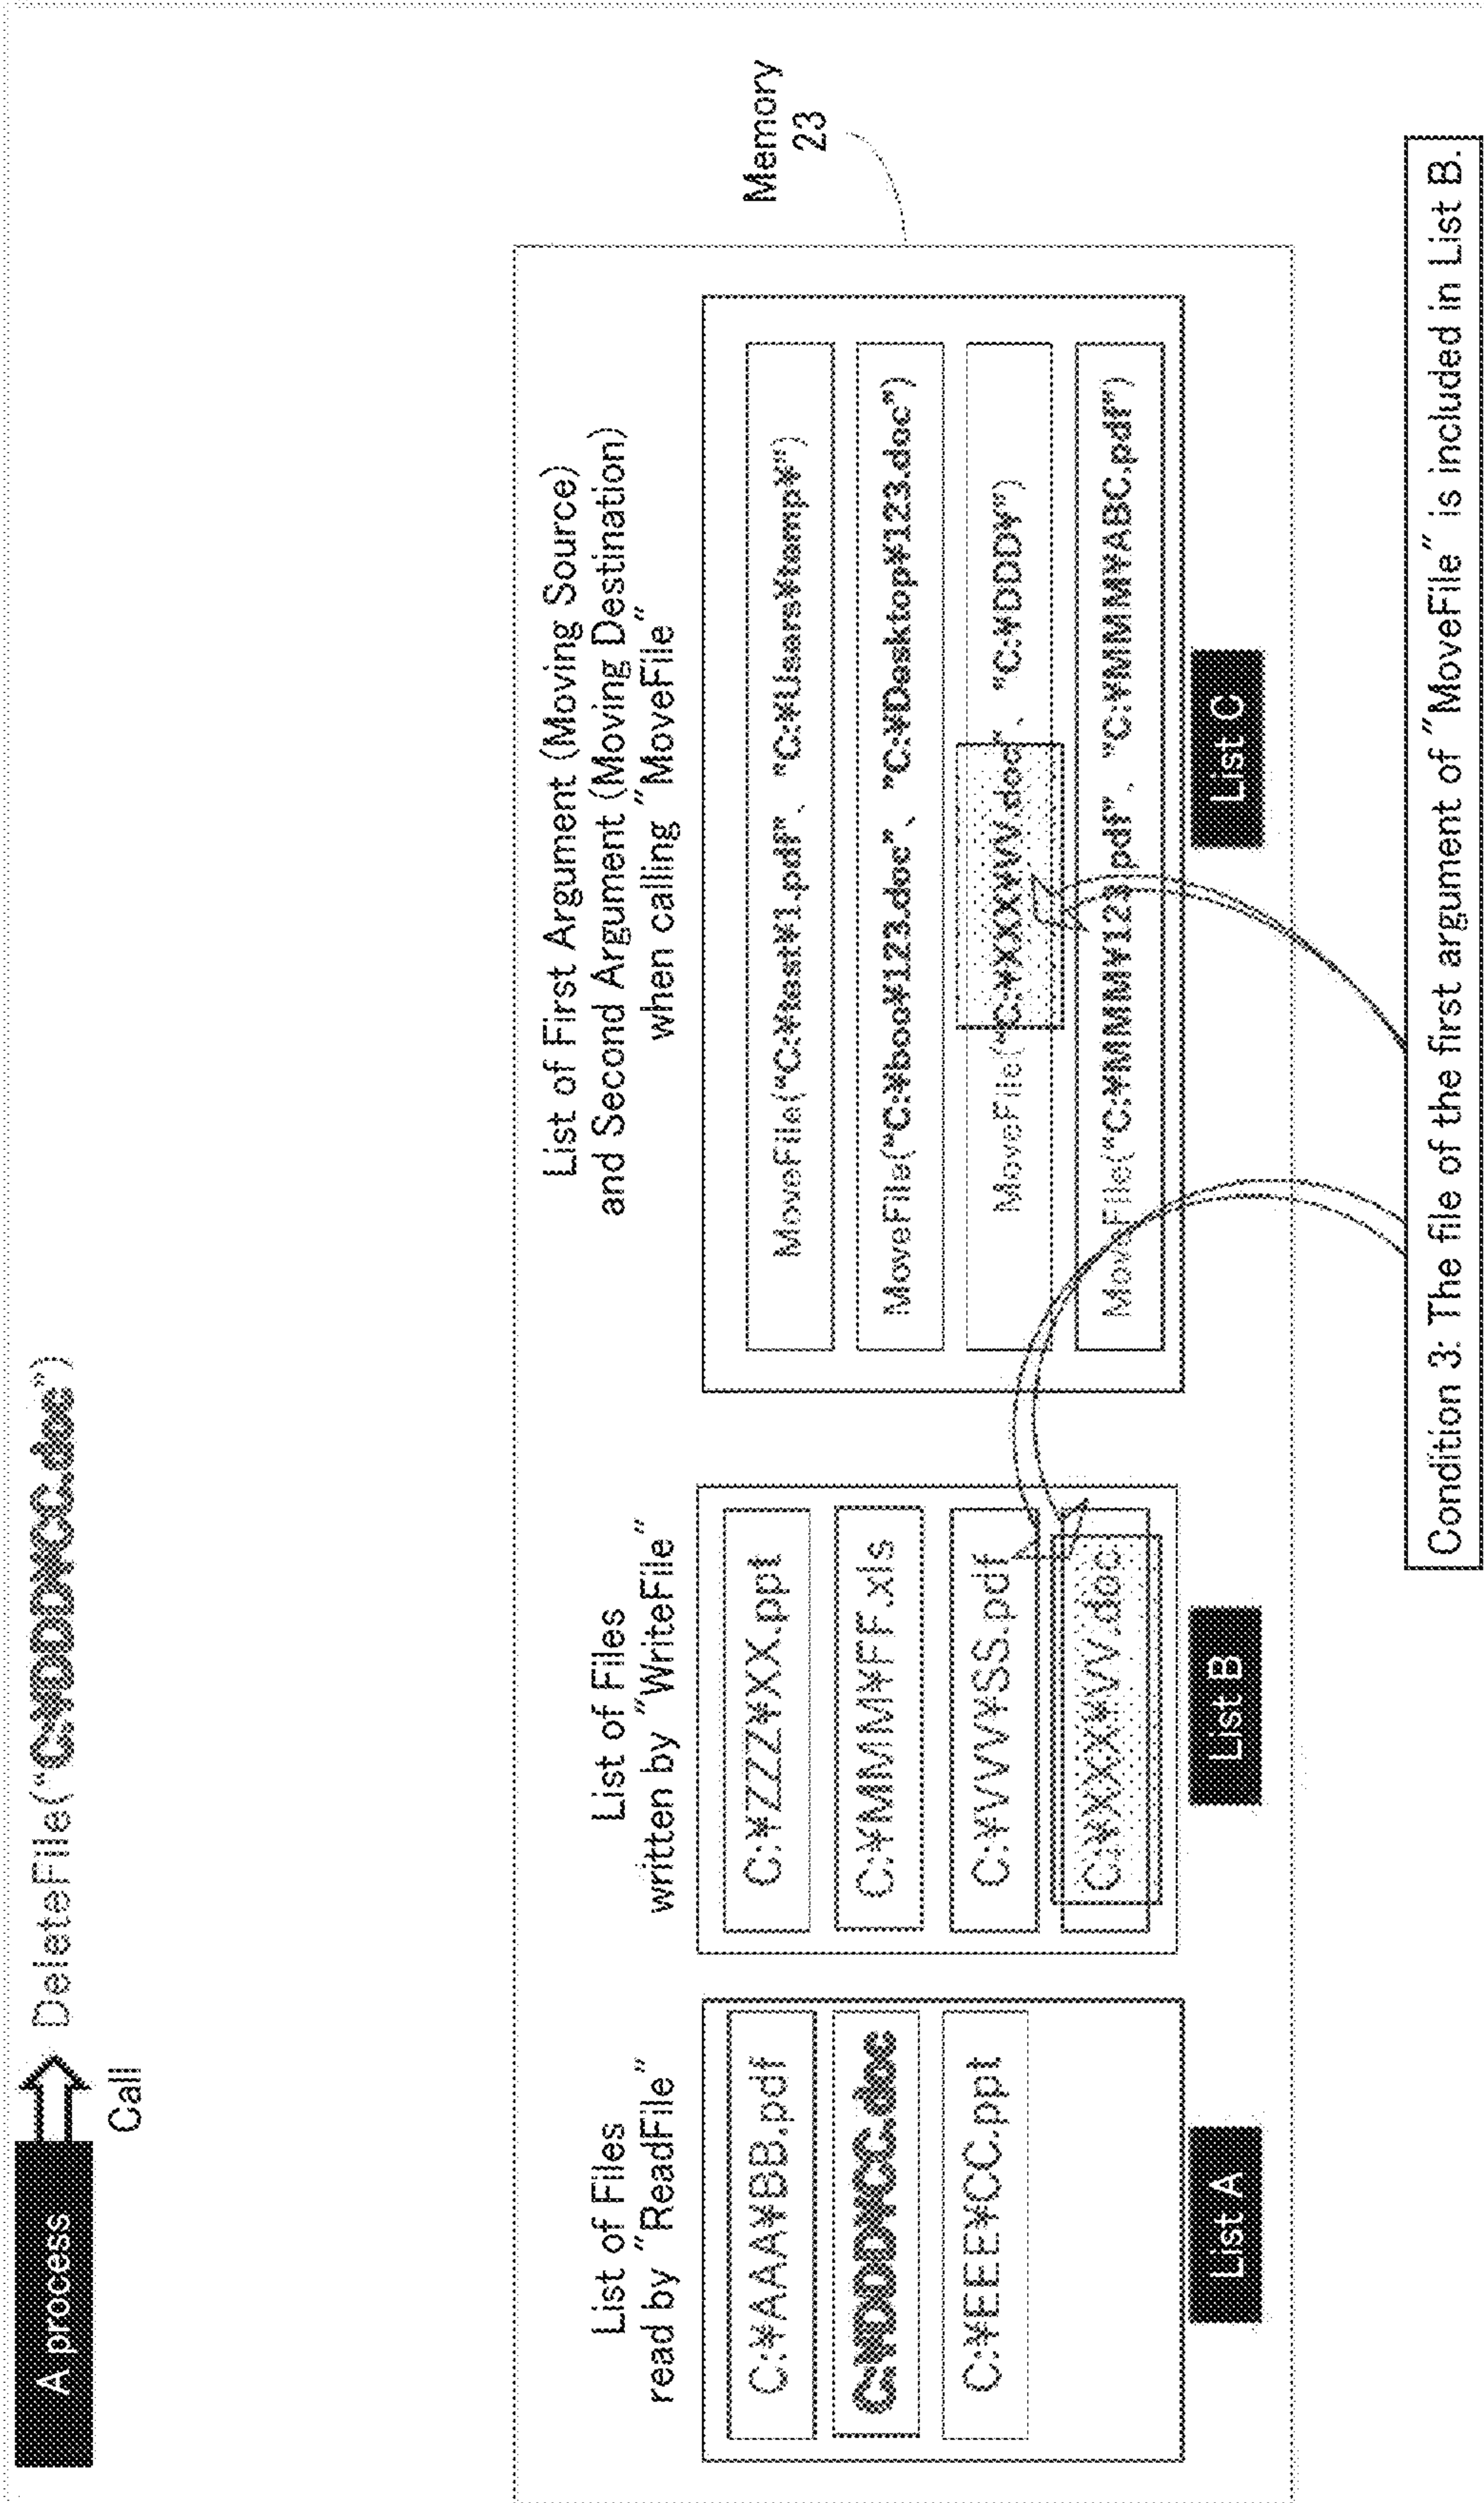 A process
Call
DeleteFile("C:¥DDD¥CC.doc")
Memory
23
List of Files
read by "ReadFile"
C:¥AAA¥BB.pdf
C:¥DDD¥CC.doc
C:¥EEE¥CC.ppt
List A
List of Files
written by "WriteFile"
C:¥ZZZ¥XX.ppt
C:¥MMM¥FF.xls
C:¥VVV¥SS.pdf
C:¥XXX¥VV.doc
List B
List of First Argument (Moving Source)
and Second Argument (Moving Destination)
when calling "MoveFile"
MoveFile("C:¥test¥1.pdf"、 "C:¥Users¥temp¥")
MoveFile("C:¥boo¥123.doc"、 "C:¥Desktop¥123.doc")
MoveFile("C:¥XXX¥VV.doc"、 "C:¥DDD¥")
MoveFile("C:¥MMM¥123.pdf"、 "C:¥MMM¥ABC.pdf")
List C
Condition 3: The file of the first argument of "MoveFile" is included in List B.